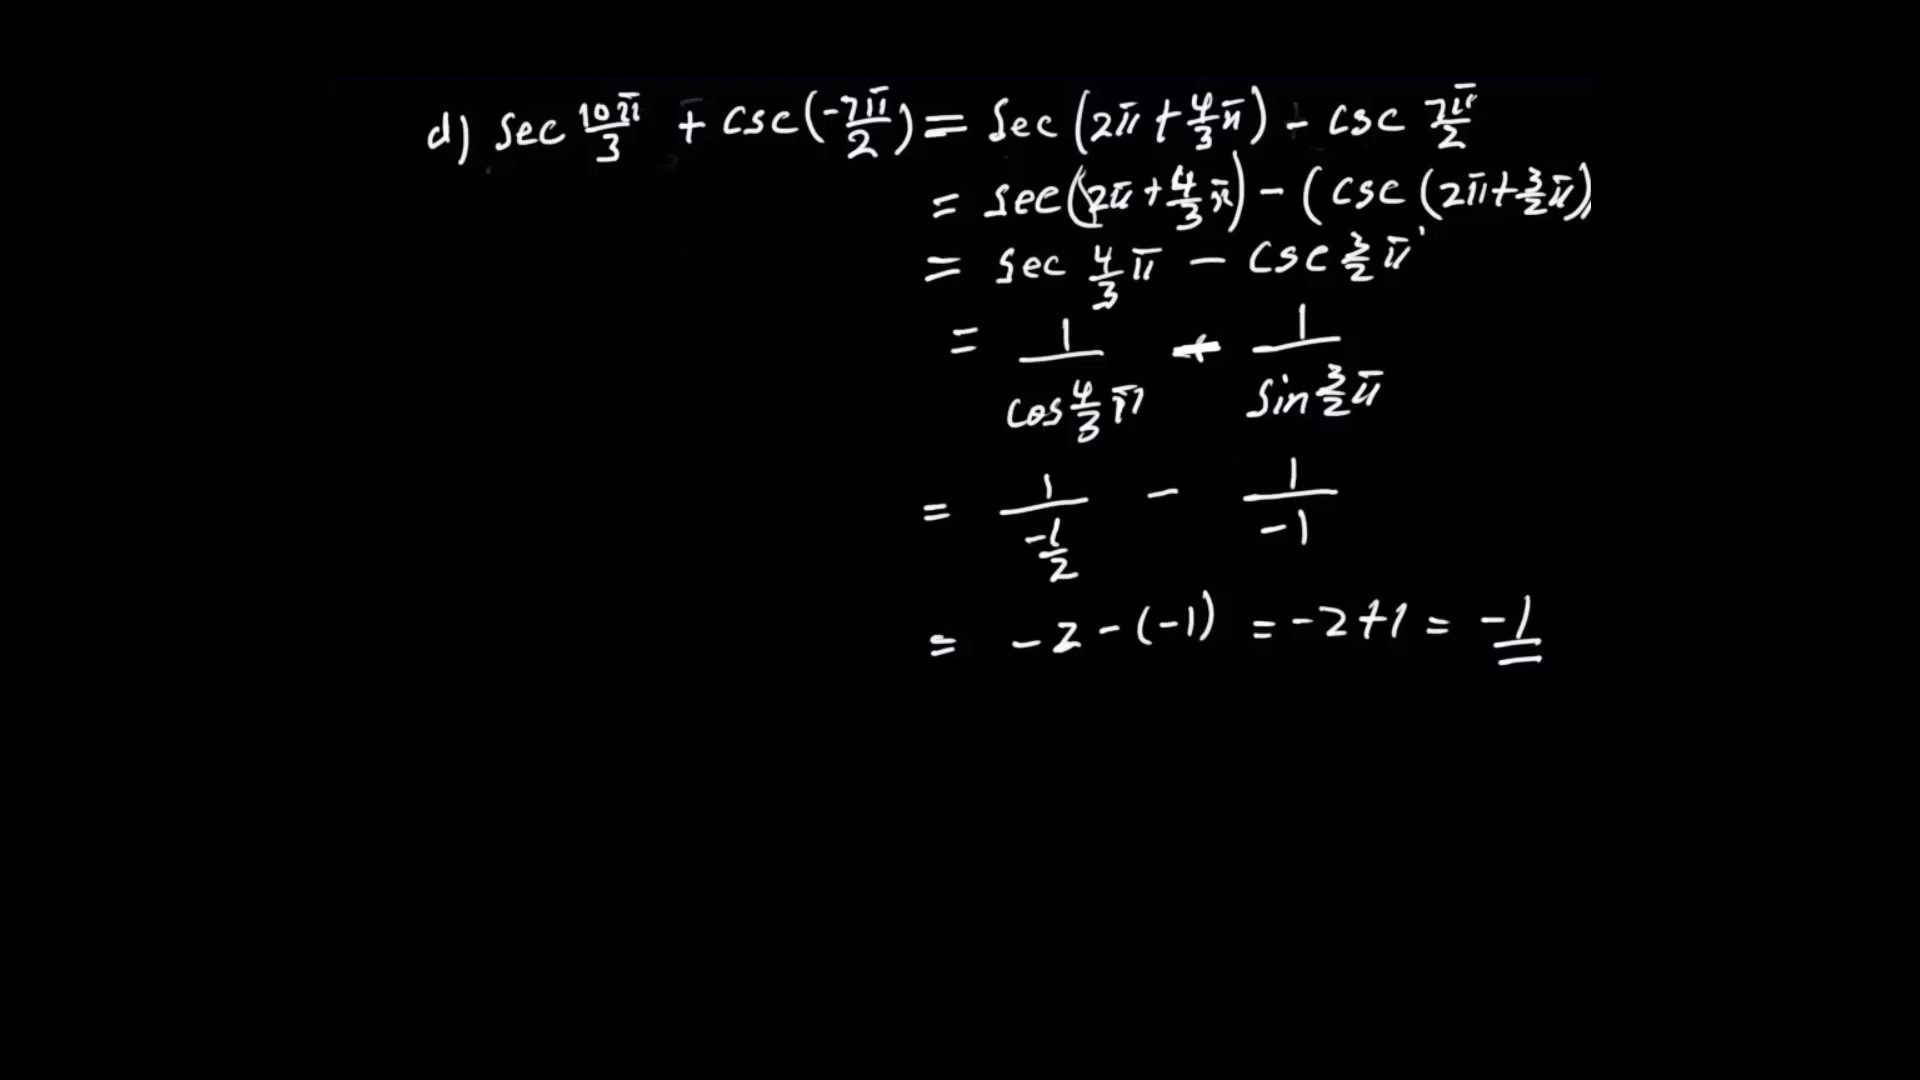 d) sec 10π/3 + csc(-7π/2) = sec (2π + 4/3 π) - csc 7π/2
= sec(2π + 4/3 π) - (csc (2π + 3/2 π)
= sec 4/3 π - csc 3/2 π
= 1/cos 4/3 π - 1/sin 3/2 π
= 1/(-1/2) - 1/-1
= -2 - (-1) = -2+1 = -1